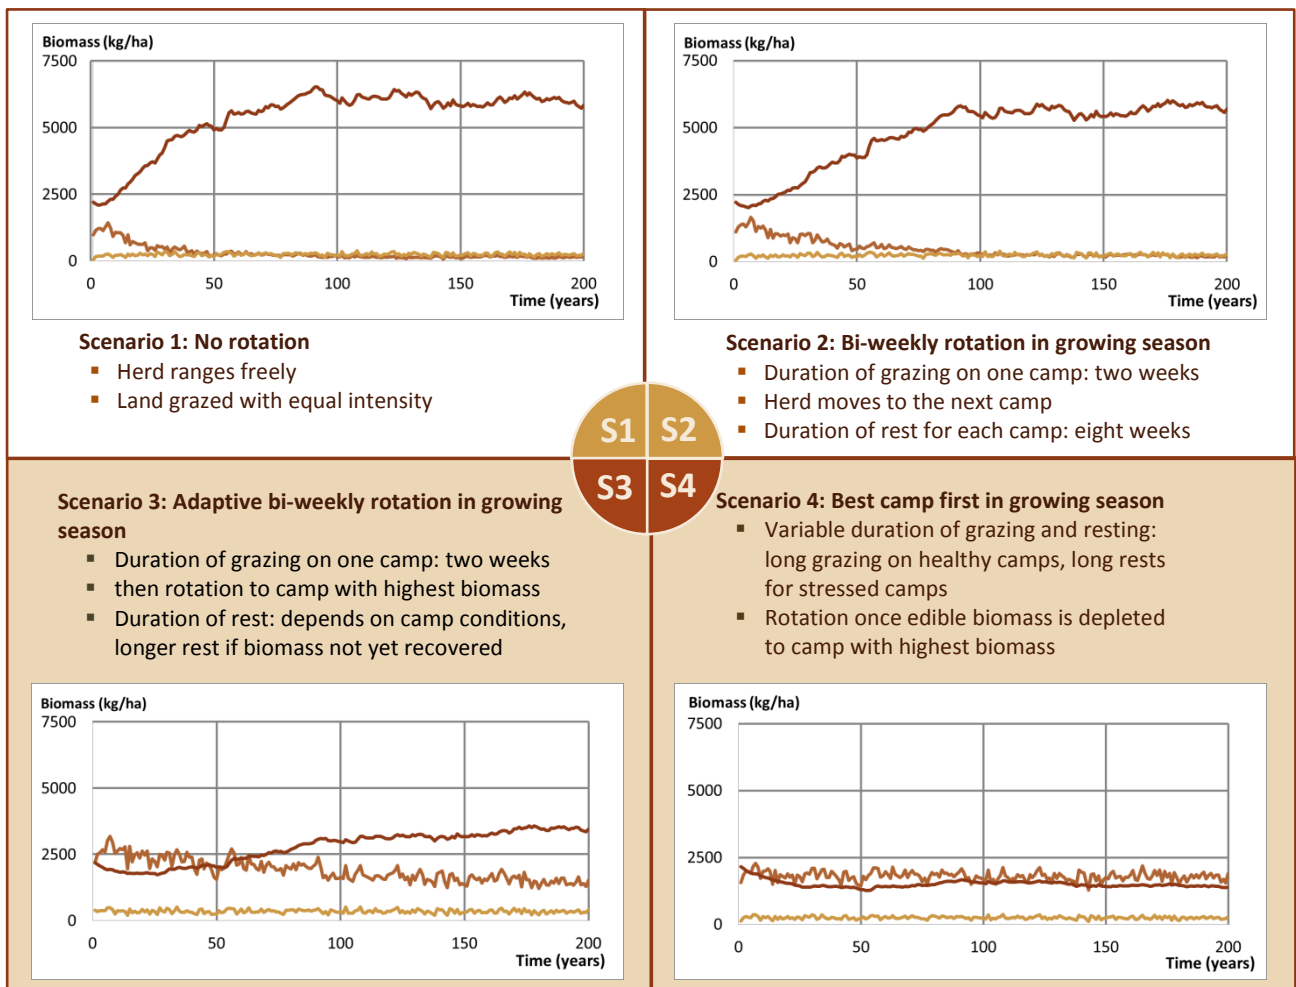 Biomass (kg/ha)
7500
5000
2500
0
0
50
100
150
200
Time (years)
Scenario 1: No rotation
▪ Herd ranges freely
▪ Land grazed with equal intensity
Biomass (kg/ha)
7500
5000
2500
0
0
50
100
150
200
Time (years)
Scenario 2: Bi-weekly rotation in growing season
▪ Duration of grazing on one camp: two weeks
▪ Herd moves to the next camp
▪ Duration of rest for each camp: eight weeks
S1 S2
S3 S4
Scenario 3: Adaptive bi-weekly rotation in growing
season
▪ Duration of grazing on one camp: two weeks
▪ then rotation to camp with highest biomass
▪ Duration of rest: depends on camp conditions,
longer rest if biomass not yet recovered
Biomass (kg/ha)
7500
5000
2500
0
0
50
100
150
200
Time (years)
Scenario 4: Best camp first in growing season
▪ Variable duration of grazing and resting:
long grazing on healthy camps, long rests
for stressed camps
▪ Rotation once edible biomass is depleted
to camp with highest biomass
Biomass (kg/ha)
7500
5000
2500
0
0
50
100
150
200
Time (years)